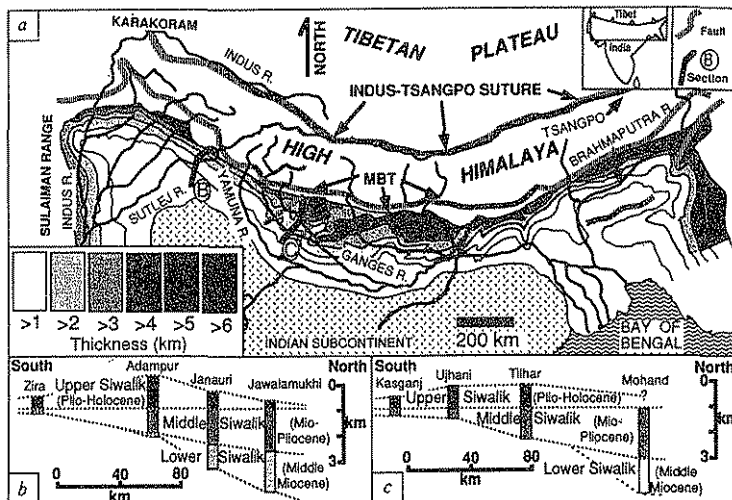 a
KARAKORAM
NORTH
TIBETAN PLATEAU
Tibet
India
Fault
B
Section
INDUS R.
INDUS-TSANGPO SUTURE
TSANGPO
BRAHMAPUTRA R.
HIGH HIMALAYA
MBT
SULAIMAN RANGE
INDUS R.
SUTLEJ R.
B
YAMUNA R.
C
GANGES R.
>1 >2 >3 >4 >5 >6
Thickness (km)
INDIAN SUBCONTINENT
200 km
BAY OF BENGAL
South North
Zira Adampur Janauri Jawalamukhi
Upper Siwalik
(Plio-Holocene)
Middle Siwalik (Mio-Pliocene)
Lower Siwalik (Middle Miocene)
0
km
3
0 40 80
km
b
South North
Kasganj Ujhani Tilhar Mohand
?
Upper Siwalik (Plio-Holocene)
Middle Siwalik (Mio-Pliocene)
Lower Siwalik (Middle Miocene)
0
km
3
0 40 80
km
c